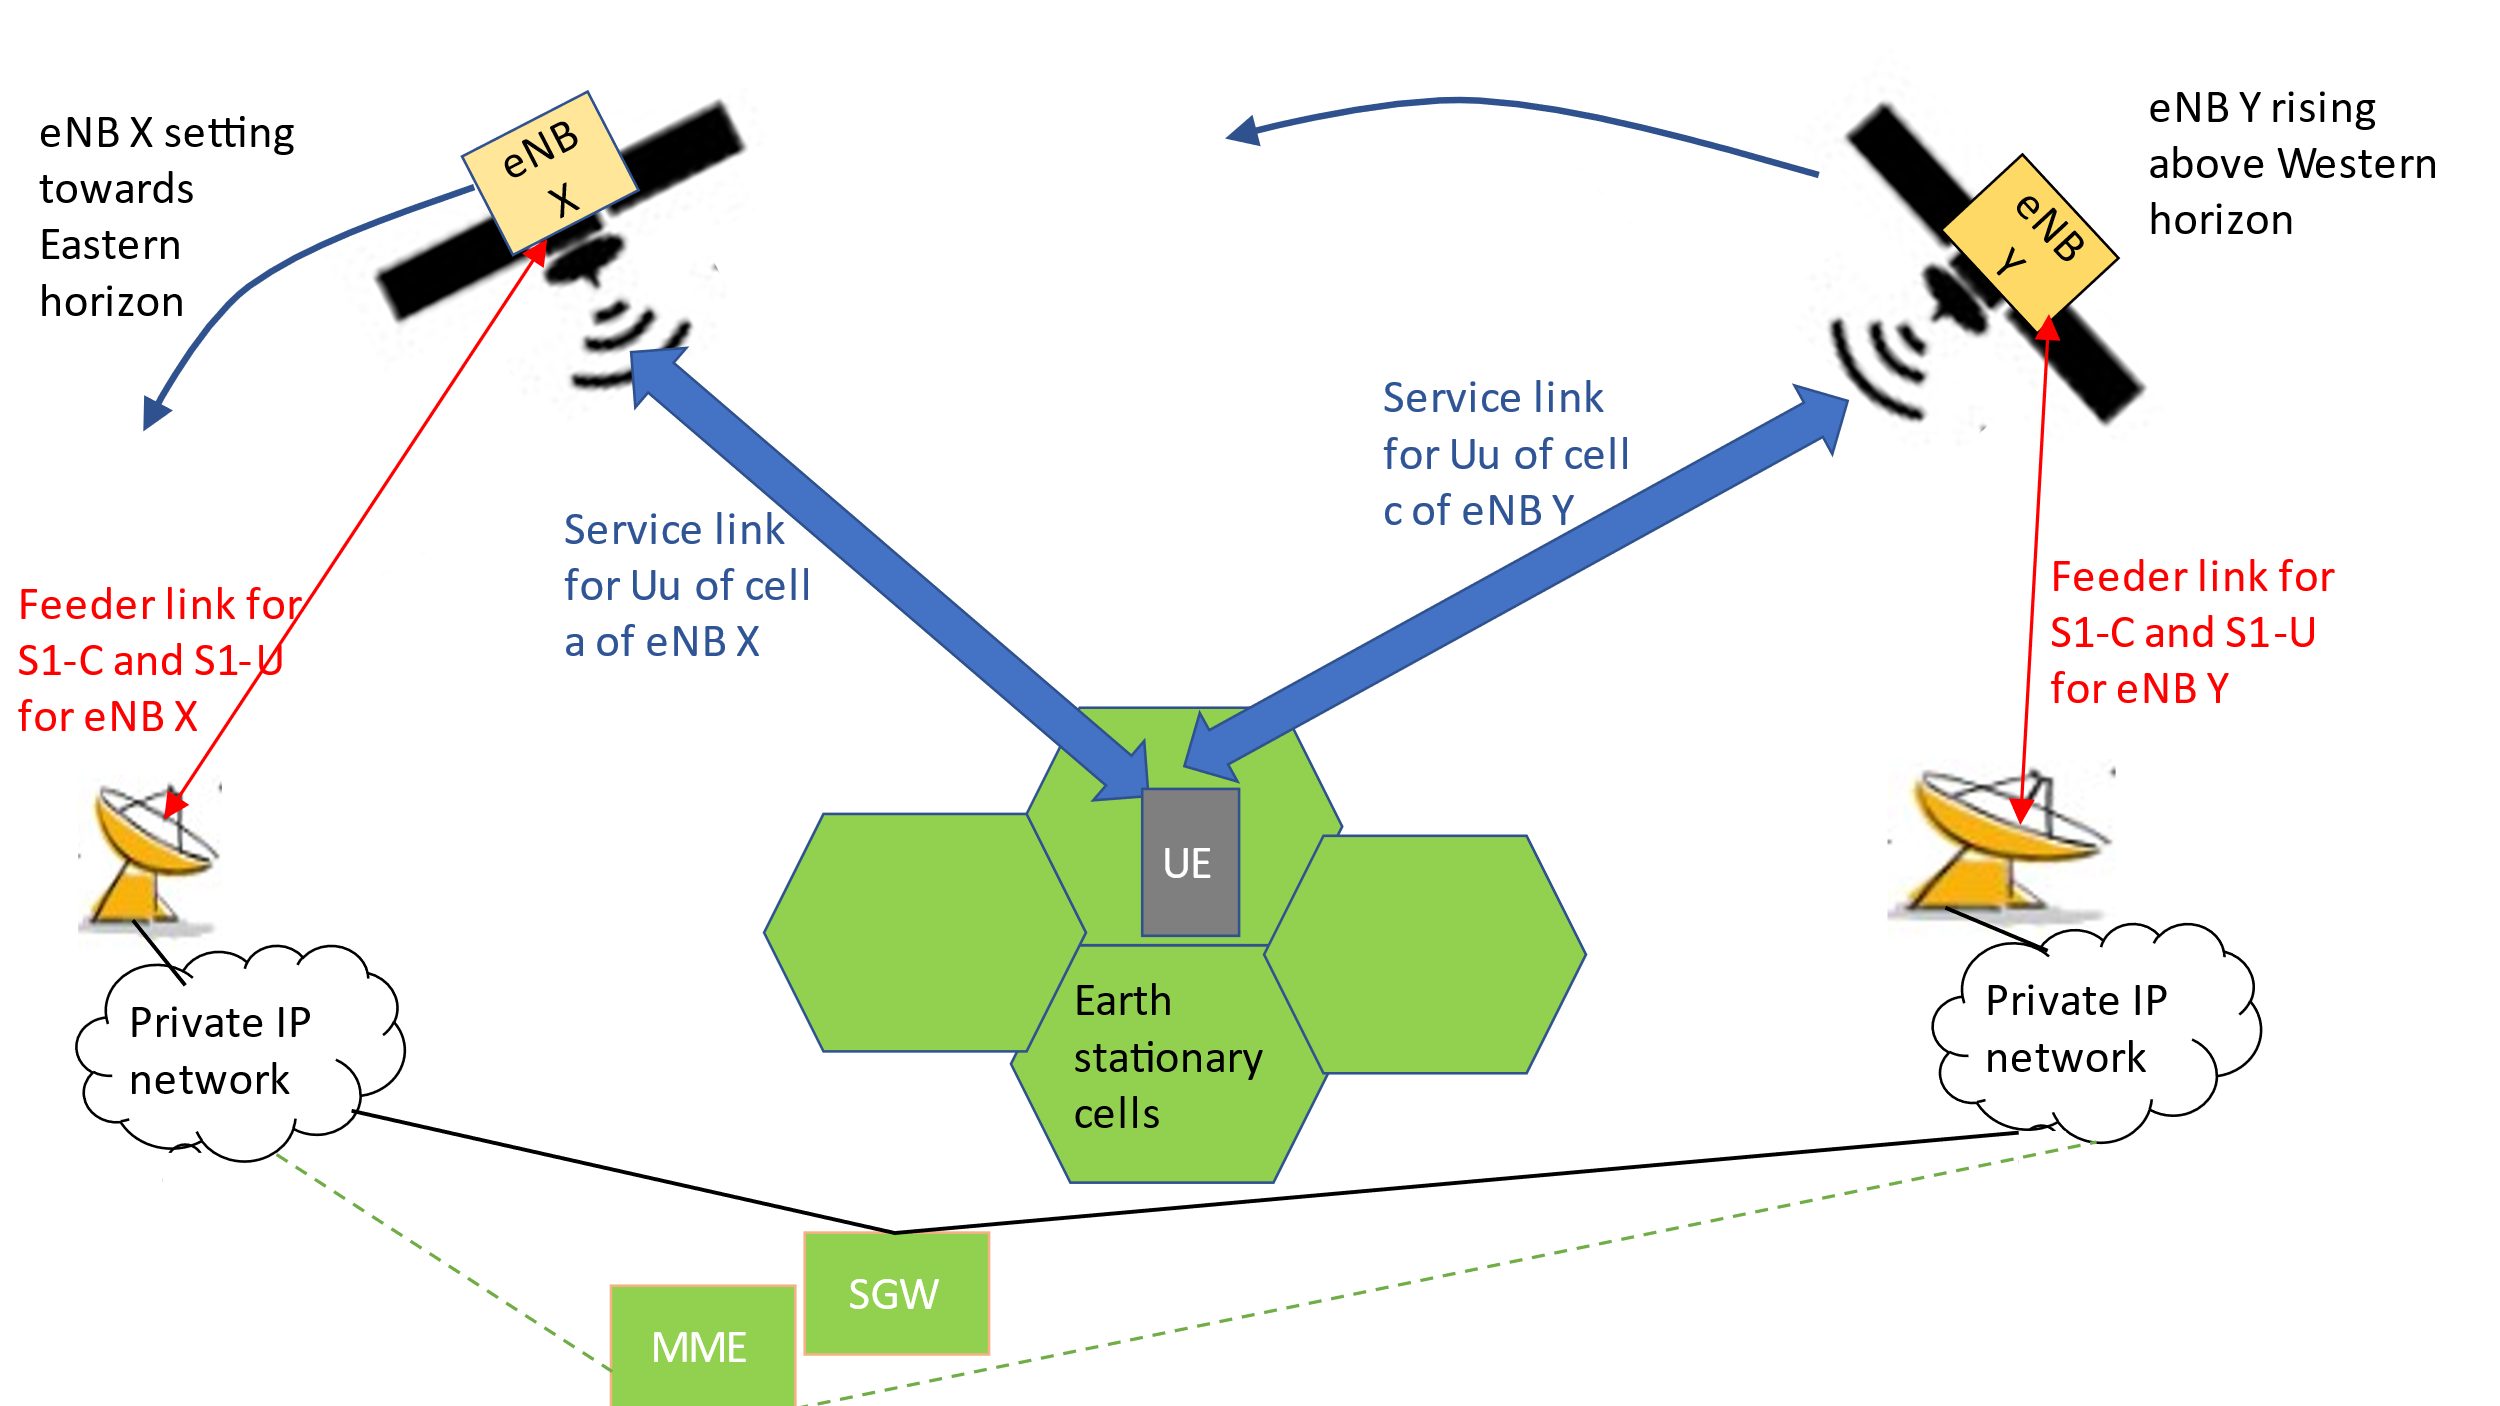 eNB X setting
towards
Eastern
horizon
eNB
X
eNB Y rising
above Western
horizon
eNB
Y
Service link
for Uu of cell
c of eNB Y
Service link
for Uu of cell
a of eNB X
Feeder link for
S1-C and S1-U
for eNB X
Feeder link for
S1-C and S1-U
for eNB Y
UE
Earth
stationary
cells
Private IP
network
Private IP
network
SGW
MME